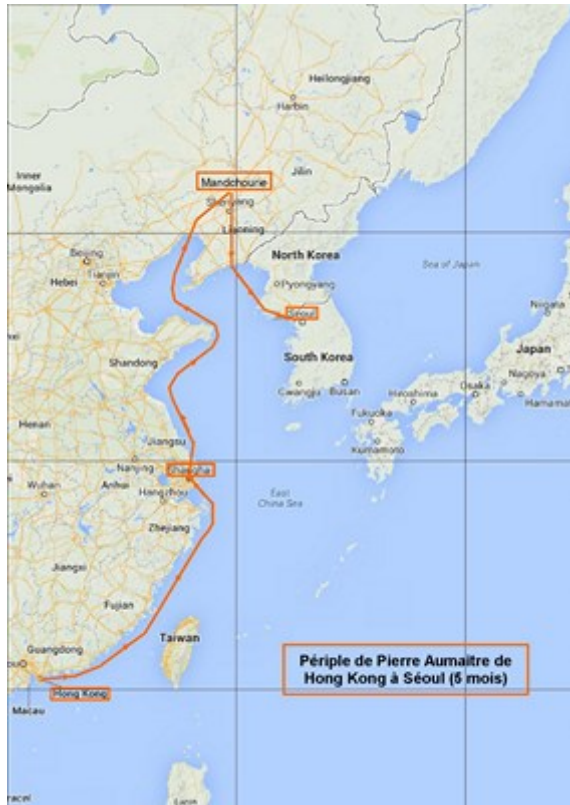 Heilongjiang
Harbin
Inner
Mongolia
Mandchourie
Jilin
Shenyang
Liaoning
Beijing
Tianjin
Hebei
North Korea
Pyongyang
Sea of Japan
Séoul
Niigata
Japan
Shandong
South Korea
Nagoya
Gwangju
Busan
Hiroshima
Osaka
Hamamat
Henan
Fukuoka
Kumamoto
Jiangsu
Nanjing
Shanghai
Wuhan
Anhui
Hangzhou
East
China Sea
Zhejiang
Jiangxi
Fujian
Taiwan
Guangdong
Périple de Pierre Aumaitre de
Hong Kong à Séoul (5 mois)
Hong Kong
Macau
racel
Luzon